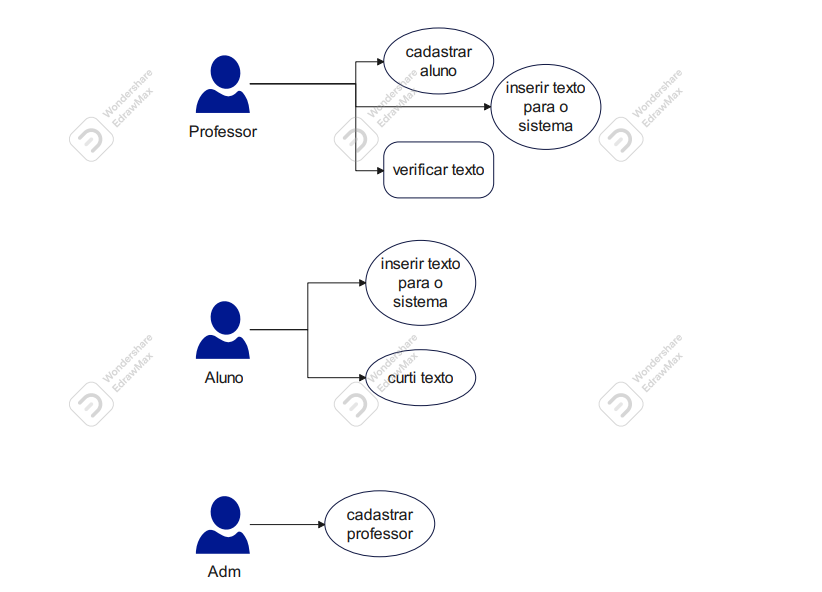 cadastrar
aluno
inserir texto
para o
sistema
Professor
verificar texto
inserir texto
para o
sistema
Aluno
curti texto
cadastrar
professor
Adm
Wondershare
EdrawMax
Wondershare
EdrawMax
Wondershare
EdrawMax
Wondershare
EdrawMax
Wondershare
EdrawMax
Wondershare
EdrawMax